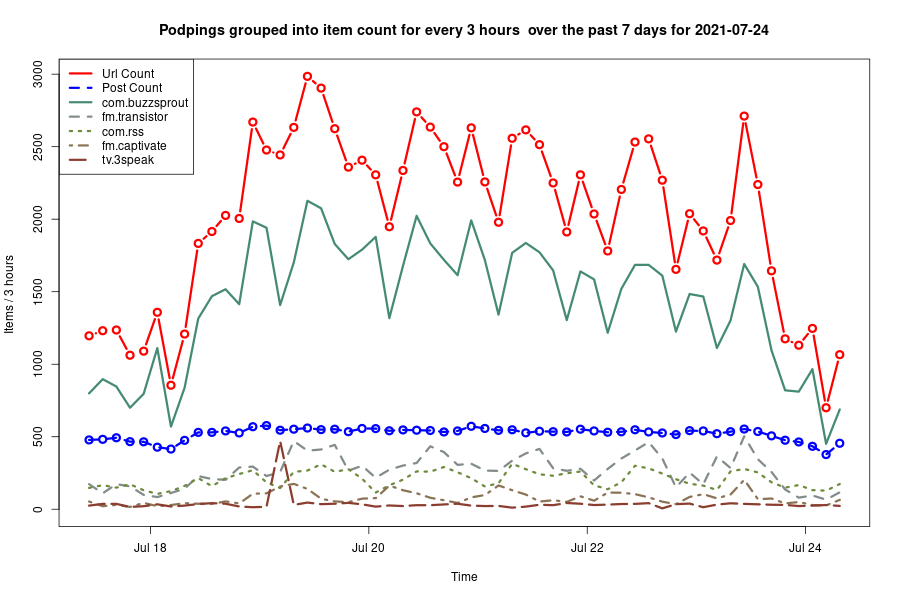 Podpings grouped into item count for every 3 hours  over the past 7 days for 2021-07-24
Url Count
Post Count
com.buzzsprout
fm.transistor
com.rss
fm.captivate
tv.3speak
3000
2500
2000
1500
1000
500
0
Items / 3 hours
Jul 18
Jul 20
Jul 22
Jul 24
Time